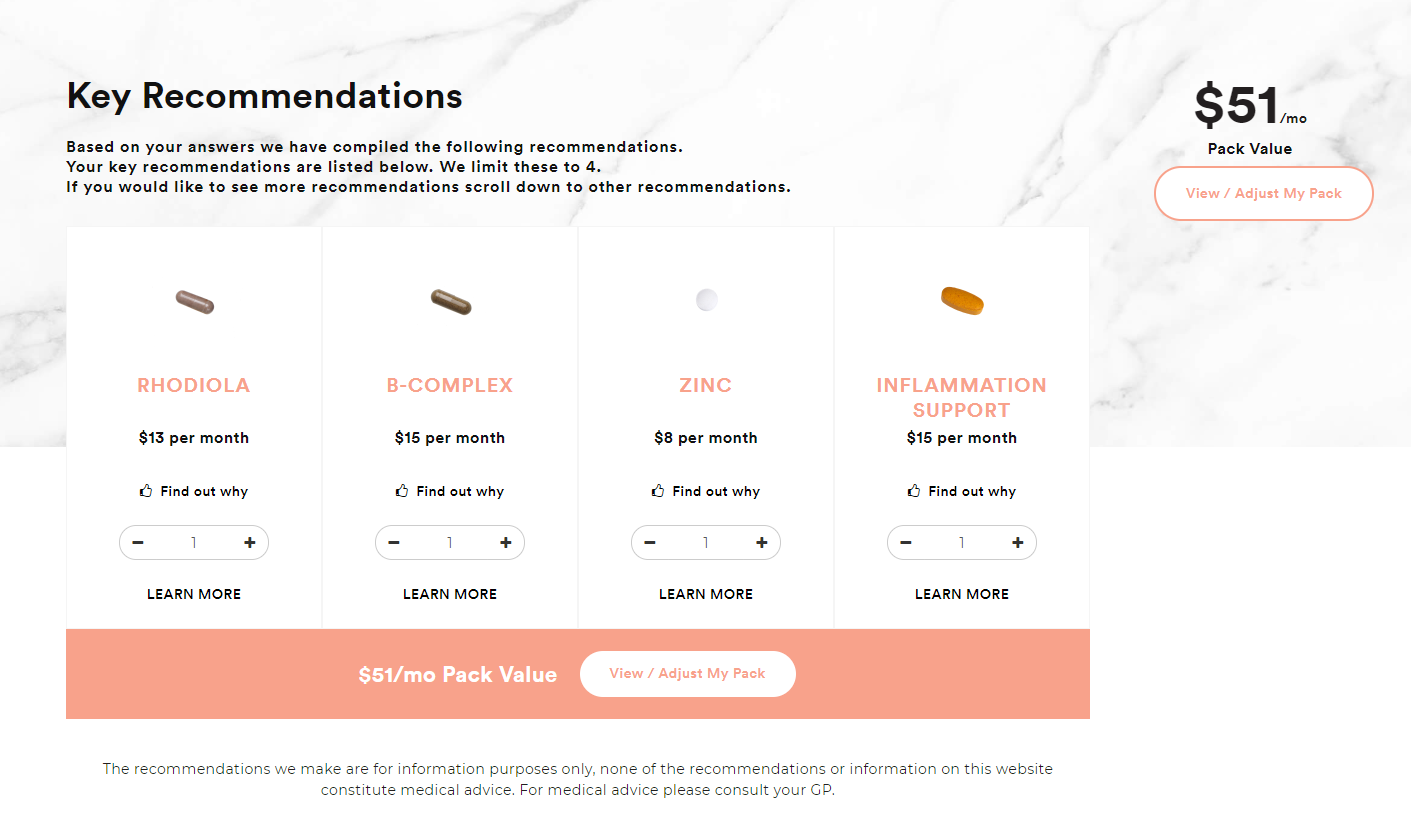 Key Recommendations
Based on your answers we have compiled the following recommendations.
Your key recommendations are listed below. We limit these to 4.
If you would like to see more recommendations scroll down to other recommendations.
$51/mo
Pack Value
View / Adjust My Pack
RHODIOLA
$13 per month
Find out why
− 1 +
LEARN MORE
B-COMPLEX
$15 per month
Find out why
− 1 +
LEARN MORE
ZINC
$8 per month
Find out why
− 1 +
LEARN MORE
INFLAMMATION
SUPPORT
$15 per month
Find out why
− 1 +
LEARN MORE
$51/mo Pack Value
View / Adjust My Pack
The recommendations we make are for information purposes only, none of the recommendations or information on this website
constitute medical advice. For medical advice please consult your GP.